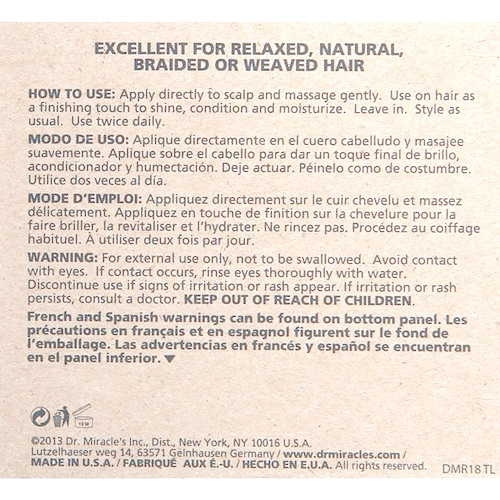 EXCELLENT FOR RELAXED, NATURAL,
BRAIDED OR WEAVED HAIR
HOW TO USE: Apply directly to scalp and massage gently. Use on hair as
a finishing touch to shine, condition and moisturize. Leave in. Style as
usual. Use twice daily.
MODO DE USO: Aplique directamente en el cuero cabelludo y masajee
suavemente. Aplique sobre el cabello para dar un toque final de brillo,
acondicionador y humectación. Deje actuar. Péinelo como de costumbre.
Utilice dos veces al día.
MODE D'EMPLOI: Appliquez directement sur le cuir chevelu et massez
délicatement. Appliquez en touche de finition sur la chevelure pour la
faire briller, la revitaliser et l'hydrater. Ne rincez pas. Procédez au coiffage
habituel. À utiliser deux fois par jour.
WARNING: For external use only, not to be swallowed. Avoid contact
with eyes. If contact occurs, rinse eyes thoroughly with water.
Discontinue use if signs of irritation or rash appear. If irritation or rash
persists, consult a doctor. KEEP OUT OF REACH OF CHILDREN.
French and Spanish warnings can be found on bottom panel. Les
précautions en français et en espagnol figurent sur le fond de
l'emballage. Las advertencias en francés y español se encuentran
en el panel inferior. ▼
©2013 Dr. Miracle's Inc., Dist., New York, NY 10016 U.S.A.
Lutzelhaeser weg 14, 63571 Gelnhausen Germany / www.drmiracles.com /
MADE IN U.S.A. / FABRIQUÉ AUX É.-U. / HECHO EN E.U.A. All rights reserved. DMR18 TL